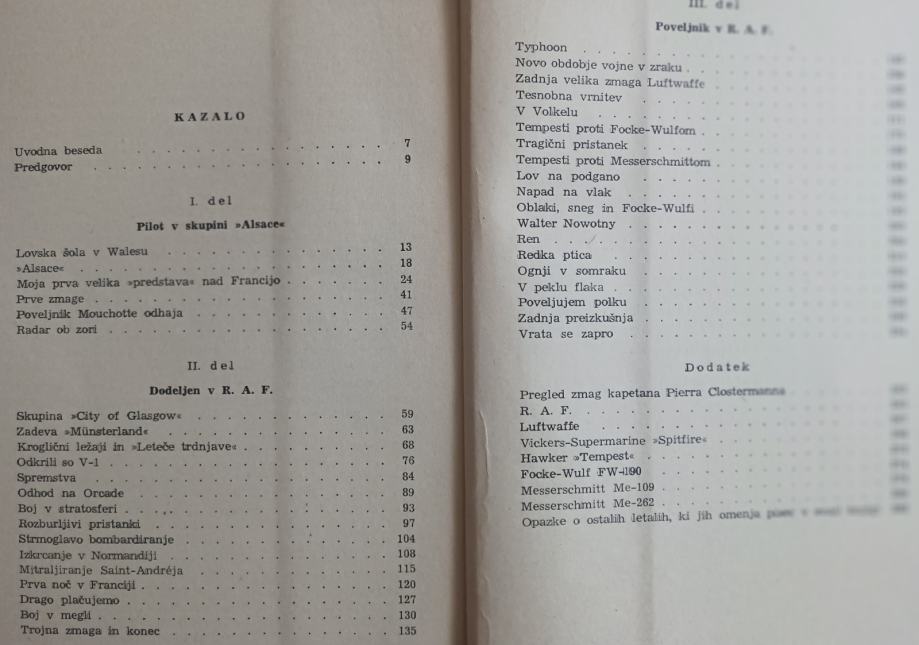 KAZALO
Uvodna beseda . . . . . . . . . . . . . . . 7
Predgovor . . . . . . . . . . . . . . . 9
I. del
Pilot v skupini »Alsace«
Lovska šola v Walesu . . . . . . . . . . . . 13
»Alsace« . . . . . . . . . . . . 18
Moja prva velika »predstava« nad Francijo . . . . . . 24
Prve zmage . . . . . . . . . . . . 41
Poveljnik Mouchotte odhaja . . . . . . . . . . 47
Radar ob zori . . . . . . . . . . . . 54
II. del
Dodeljen v R. A. F.
Skupina »City of Glasgow« . . . . . . . . . . 59
Zadeva »Münsterland« . . . . . . . . . . . 63
Kroglični ležaji in »Leteče trdnjave« . . . . . . . . 68
Odkrili so V-1 . . . . . . . . . . . . 76
Spremstva . . . . . . . . . . . . 84
Odhod na Orcade . . . . . . . . . . . . 89
Boj v stratosferi . . . . . . . . . . . . 93
Rozburljivi pristanki . . . . . . . . . . . . 97
Strmoglavo bombardiranje . . . . . . . . . . 104
Izkrcanje v Normandiji . . . . . . . . . . 108
Mitraljiranje Saint-Andréja . . . . . . . . . . 115
Prva noč v Franciji . . . . . . . . . . . . 120
Drago plačujemo . . . . . . . . . . . . 127
Boj v megli . . . . . . . . . . . . 130
Trojna zmaga in konec . . . . . . . . . . 135
III. del
Poveljnik v R. A. F.
Typhoon . . . . . . . .
Novo obdobje vojne v zraku . .
Zadnja velika zmaga Luftwaffe
Tesnobna vrnitev . . . . .
V Volkelu . . . . . .
Tempesti proti Focke-Wulfom . .
Tragični pristanek . . . . .
Tempesti proti Messerschmittom .
Lov na podgano . . . . .
Napad na vlak . . . . .
Oblaki, sneg in Focke-Wulfi . .
Walter Nowotny . . . . .
Ren . . . . . . . .
Redka ptica . . . . . .
Ognji v somraku . . . . .
V peklu flaka . . . . .
Poveljujem polku . . . . .
Zadnja preizkušnja . . . . .
Vrata se zapro . . . . .
Dodatek
Pregled zmag kapetana Pierra Clostermanna
R. A. F. . . . . . . .
Luftwaffe . . . . . . .
Vickers-Supermarine »Spitfire«
Hawker »Tempest« . . . . .
Focke-Wulf FW-190 . . . . .
Messerschmitt Me-109 . . . . .
Messerschmitt Me-262 . . . . .
Opazke o ostalih letalih, ki jih omenja